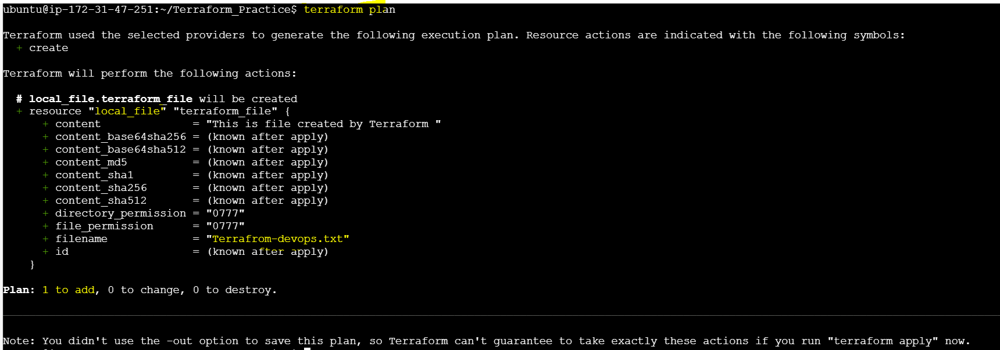 ubuntu@ip-172-31-47-251:~/Terraform_Practice$ terraform plan
Terraform used the selected providers to generate the following execution plan. Resource actions are indicated with the following symbols:
+ create
Terraform will perform the following actions:
# local_file.terraform_file will be created
+ resource "local_file" "terraform_file" {
+ content = "This is file created by Terraform "
+ content_base64sha256 = (known after apply)
+ content_base64sha512 = (known after apply)
+ content_md5 = (known after apply)
+ content_sha1 = (known after apply)
+ content_sha256 = (known after apply)
+ content_sha512 = (known after apply)
+ directory_permission = "0777"
+ file_permission = "0777"
+ filename = "Terrafrom-devops.txt"
+ id = (known after apply)
}
Plan: 1 to add, 0 to change, 0 to destroy.
Note: You didn't use the -out option to save this plan, so Terraform can't guarantee to take exactly these actions if you run "terraform apply" now.